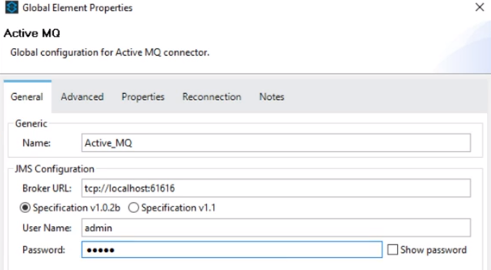 Global Element Properties
Active MQ
Global configuration for Active MQ connector.
General Advanced Properties Reconnection Notes
Generic
Name: Active_MQ
JMS Configuration
Broker URL: tcp://localhost:61616
Specification v1.0.2b Specification v1.1
User Name: admin
Password: ••••• Show password